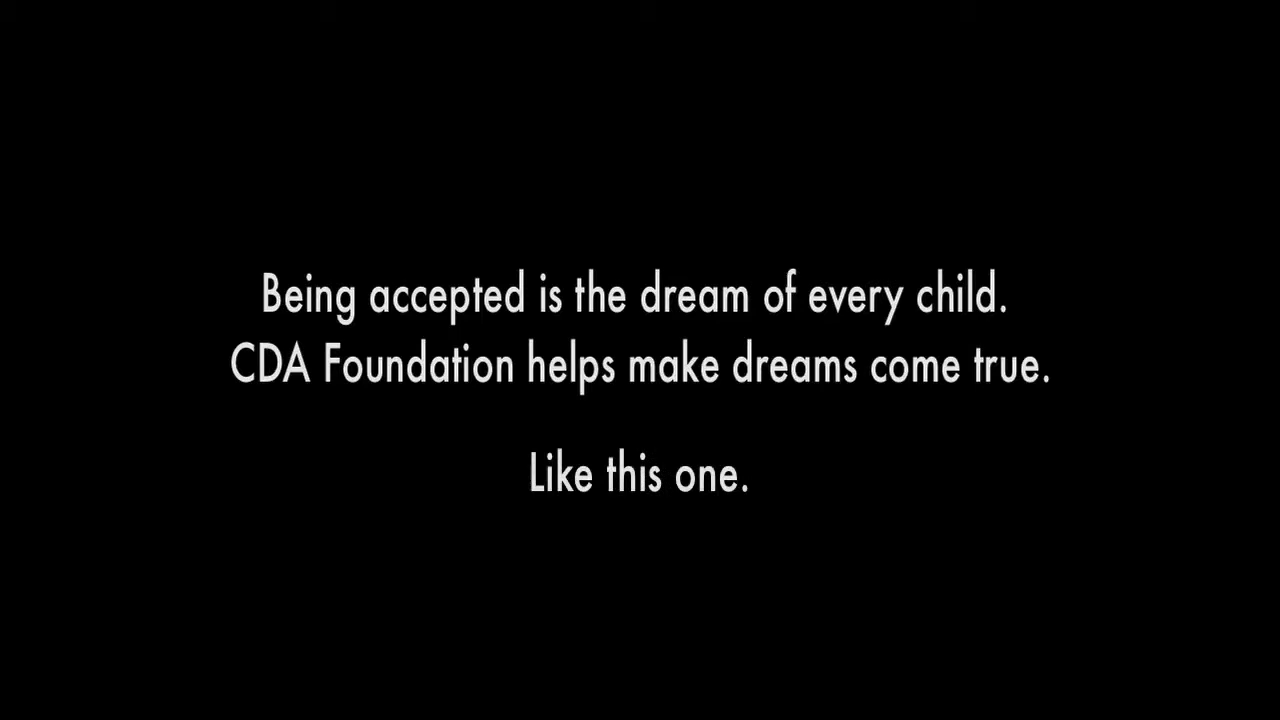 Being accepted is the dream of every child.
CDA Foundation helps make dreams come true.
Like this one.